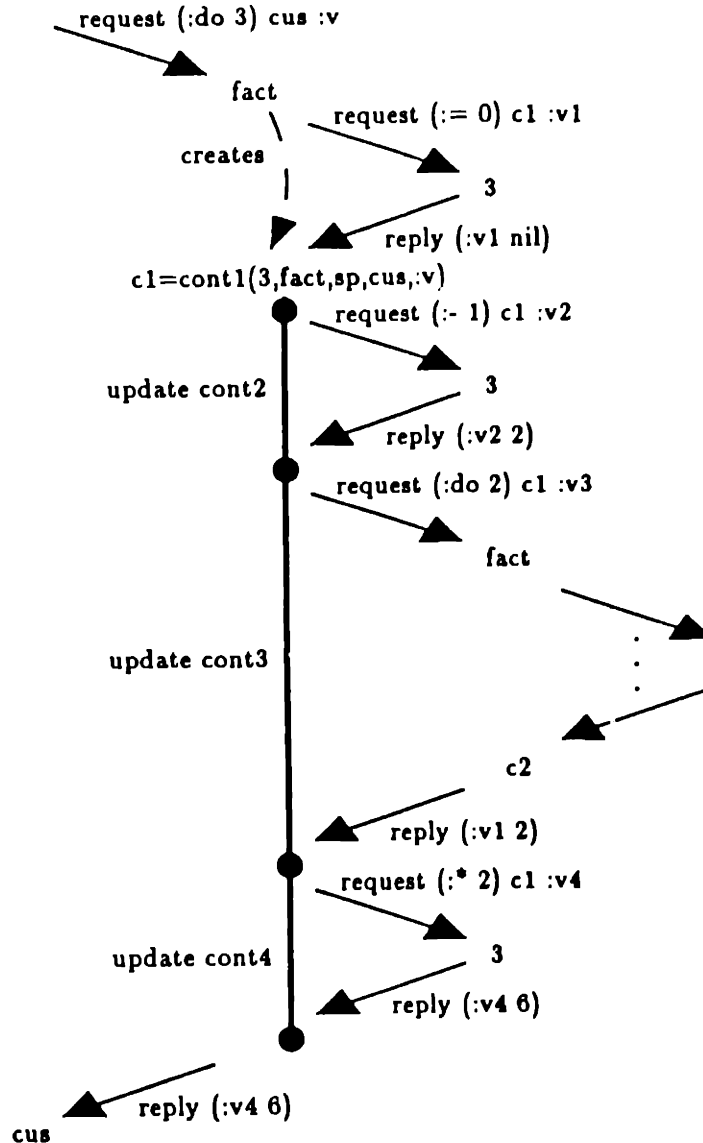 request (:do 3) cus :v
fact
request (:= 0) c1 :v1
creates
3
reply (:v1 nil)
c1=cont1(3,fact,sp,cus,:v)
request (:- 1) c1 :v2
update cont2
3
reply (:v2 2)
request (:do 2) c1 :v3
fact
update cont3
c2
reply (:v1 2)
request (:* 2) c1 :v4
update cont4
3
reply (:v4 6)
reply (:v4 6)
cus